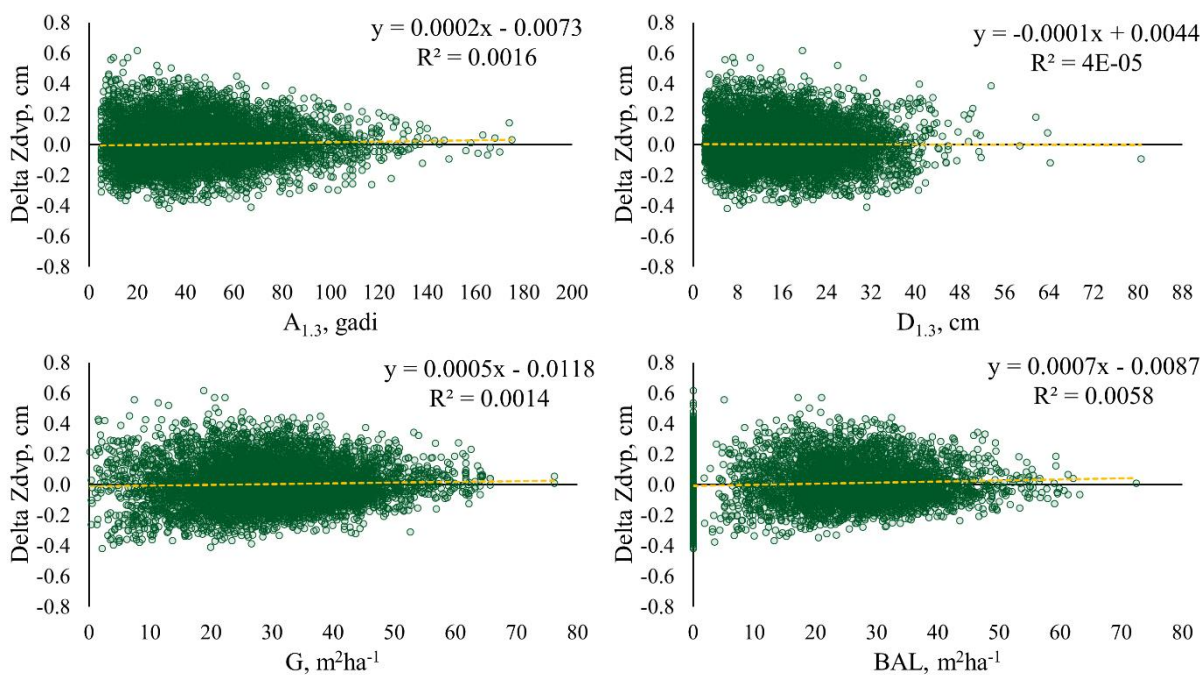 y = 0.0002x - 0.0073
R² = 0.0016
Delta Zdvp, cm
0.8
0.6
0.4
0.2
0.0
-0.2
-0.4
-0.6
-0.8
0 20 40 60 80 100 120 140 160 180 200
A₁.₃, gadi
y = -0.0001x + 0.0044
R² = 4E-05
Delta Zdvp, cm
0.8
0.6
0.4
0.2
0.0
-0.2
-0.4
-0.6
-0.8
0 8 16 24 32 40 48 56 64 72 80 88
D₁.₃, cm
y = 0.0005x - 0.0118
R² = 0.0014
Delta Zdvp, cm
0.8
0.6
0.4
0.2
0.0
-0.2
-0.4
-0.6
-0.8
0 10 20 30 40 50 60 70 80
G, m²ha⁻¹
y = 0.0007x - 0.0087
R² = 0.0058
Delta Zdvp, cm
0.8
0.6
0.4
0.2
0.0
-0.2
-0.4
-0.6
-0.8
0 10 20 30 40 50 60 70 80
BAL, m²ha⁻¹